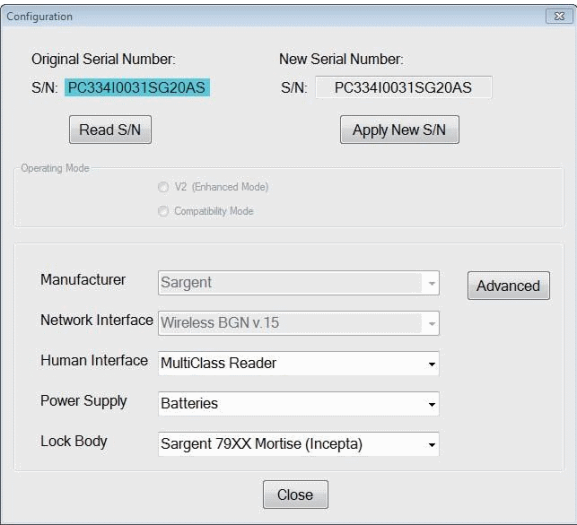 Configuration
Original Serial Number:
New Serial Number:
S/N: PC334I0031SG20AS
S/N: PC334I0031SG20AS
Read S/N
Apply New S/N
Operating Mode
V2 (Enhanced Mode)
Compatibility Mode
Manufacturer
Sargent
Advanced
Network Interface
Wireless BGN v.15
Human Interface
MultiClass Reader
Power Supply
Batteries
Lock Body
Sargent 79XX Mortise (Incepta)
Close